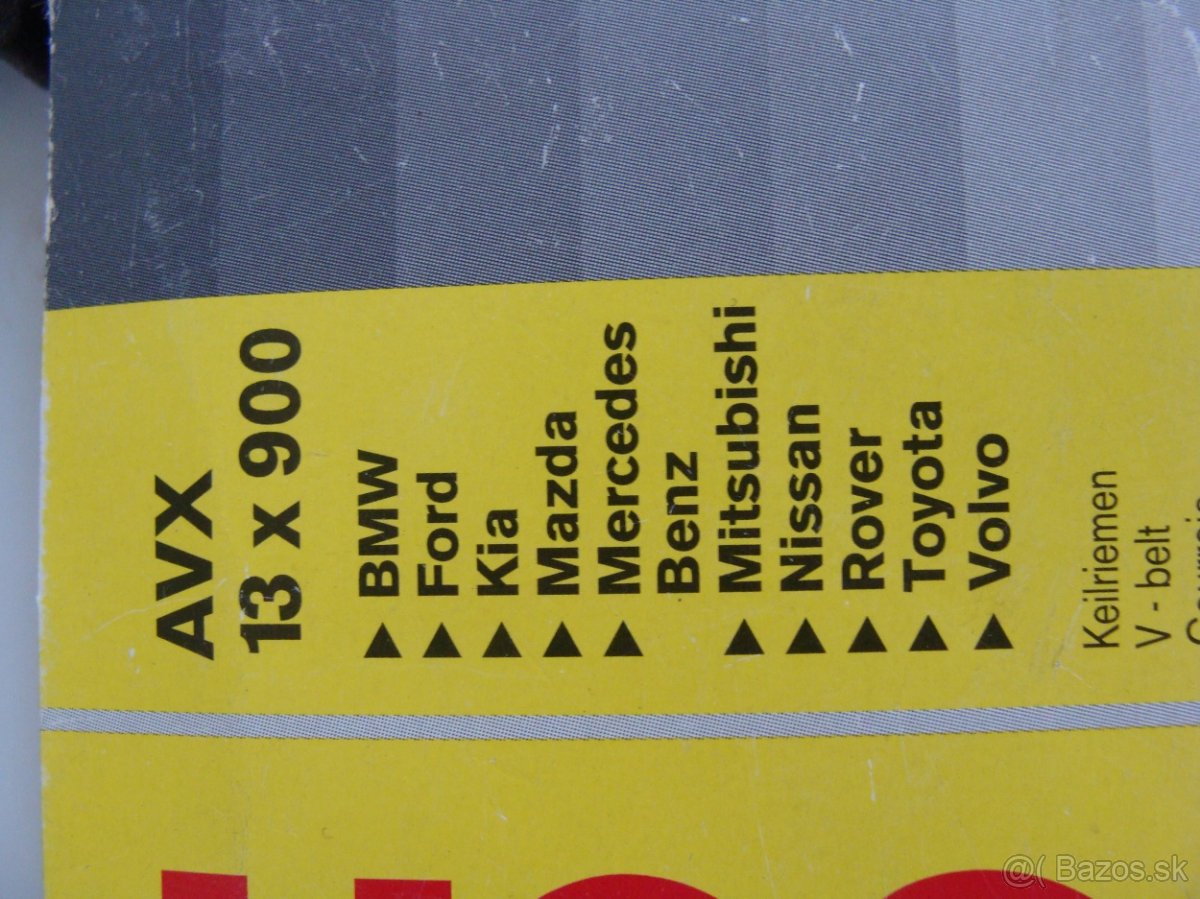 AVX
13 x 900
▶ BMW
▶ Ford
▶ Kia
▶ Mazda
▶ Mercedes
Benz
▶ Mitsubishi
▶ Nissan
▶ Rover
▶ Toyota
▶ Volvo
Keilriemen
V - belt
@( Bazos.sk